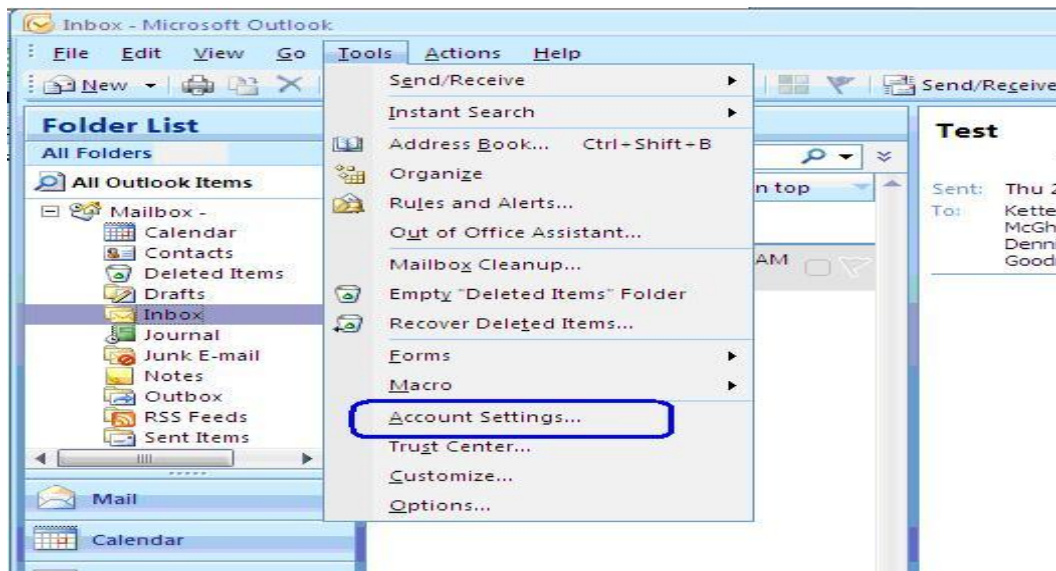 Inbox - Microsoft Outlook
File Edit View Go Tools Actions Help
New Send/Receive
Folder List
All Folders
All Outlook Items
Mailbox -
Calendar
Contacts
Deleted Items
Drafts
Inbox
Journal
Junk E-mail
Notes
Outbox
RSS Feeds
Sent Items
Mail
Calendar
Send/Receive
Instant Search
Address Book... Ctrl+Shift+B
Organize
Rules and Alerts...
Out of Office Assistant...
Mailbox Cleanup...
Empty "Deleted Items" Folder
Recover Deleted Items...
Forms
Macro
Account Settings...
Trust Center...
Customize...
Options...
n top
AM
Test
Sent: Thu 2
To: Kette
McGh
Denn
Good